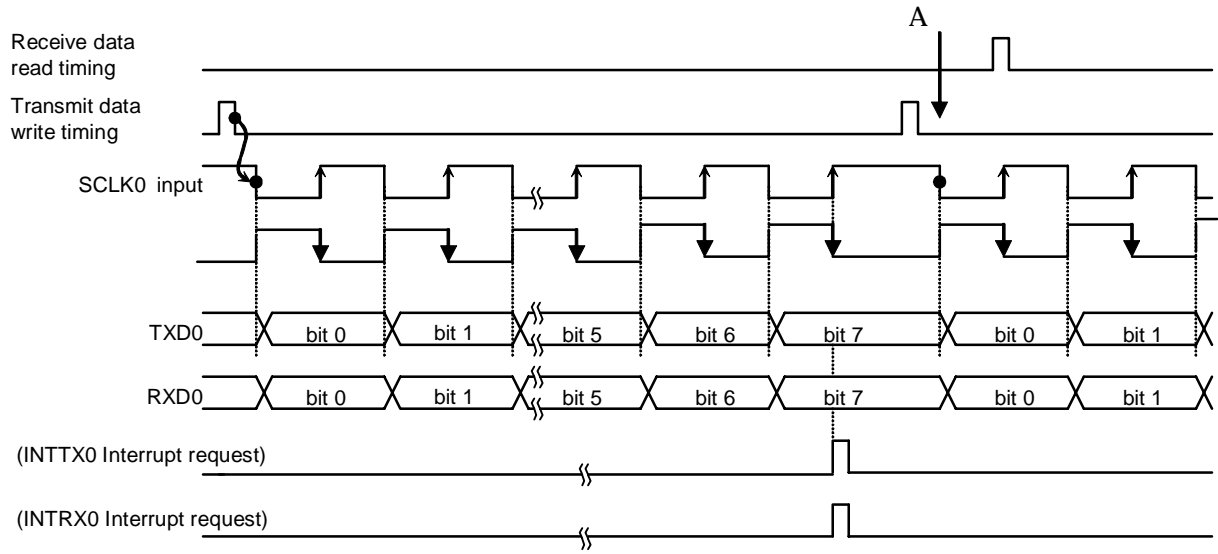 A
Receive data
read timing
Transmit data
write timing
SCLK0 input
TXD0 bit 0 bit 1 bit 5 bit 6 bit 7 bit 0 bit 1
RXD0 bit 0 bit 1 bit 5 bit 6 bit 7 bit 0 bit 1
(INTTX0 Interrupt request)
(INTRX0 Interrupt request)